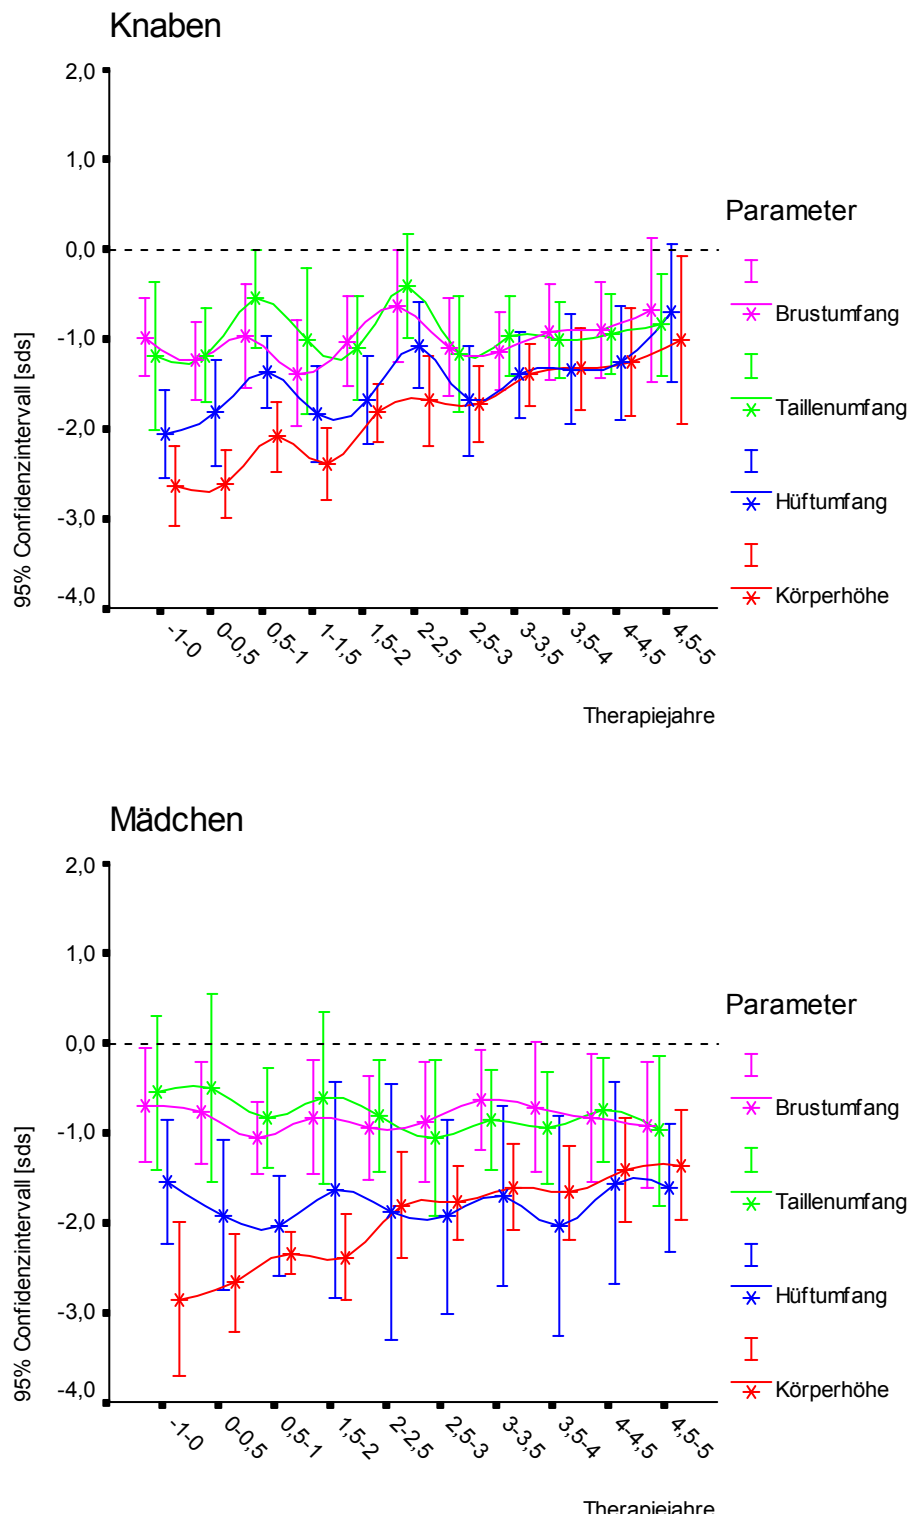 Knaben
2,0
1,0
0,0
-1,0
-2,0
-3,0
-4,0
95% Confidenzintervall [sds]
-1-0
0-0,5
0,5-1
1-1,5
1,5-2
2-2,5
2,5-3
3-3,5
3,5-4
4-4,5
4,5-5
Therapiejahre
Parameter
Brustumfang
Taillenumfang
Hüftumfang
Körperhöhe
Mädchen
2,0
1,0
0,0
-1,0
-2,0
-3,0
-4,0
95% Confidenzintervall [sds]
-1-0
0-0,5
0,5-1
1,5-2
2-2,5
2,5-3
3-3,5
3,5-4
4-4,5
4,5-5
Therapiejahre
Parameter
Brustumfang
Taillenumfang
Hüftumfang
Körperhöhe